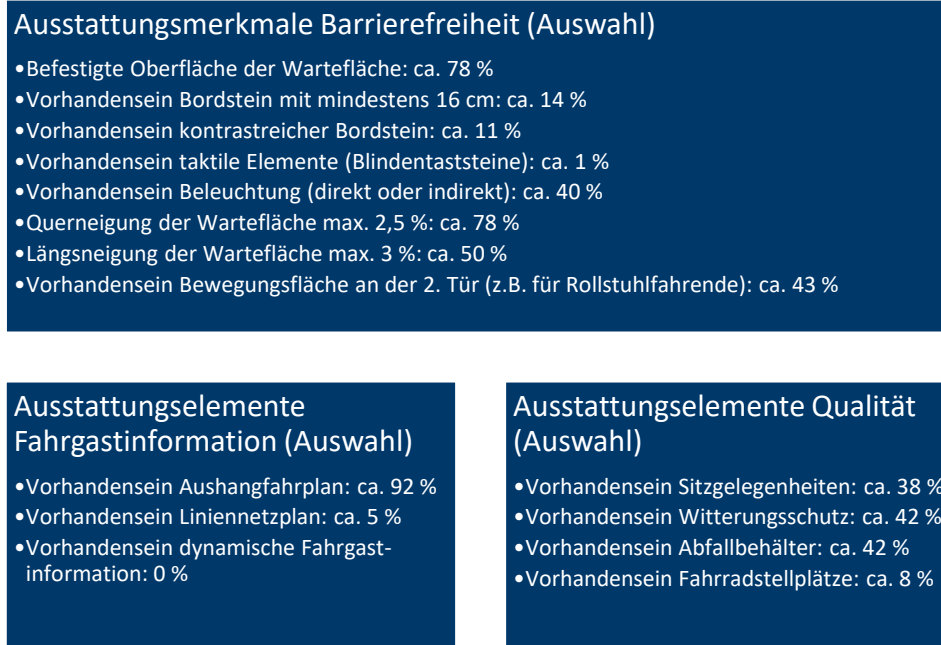 Ausstattungsmerkmale Barrierefreiheit (Auswahl)
•Befestigte Oberfläche der Wartefläche: ca. 78 %
•Vorhandensein Bordstein mit mindestens 16 cm: ca. 14 %
•Vorhandensein kontrastreicher Bordstein: ca. 11 %
•Vorhandensein taktile Elemente (Blindentaststeine): ca. 1 %
•Vorhandensein Beleuchtung (direkt oder indirekt): ca. 40 %
•Querneigung der Wartefläche max. 2,5 %: ca. 78 %
•Längsneigung der Wartefläche max. 3 %: ca. 50 %
•Vorhandensein Bewegungsfläche an der 2. Tür (z.B. für Rollstuhlfahrende): ca. 43 %
Ausstattungselemente
Fahrgastinformation (Auswahl)
•Vorhandensein Aushangfahrplan: ca. 92 %
•Vorhandensein Liniennetzplan: ca. 5 %
•Vorhandensein dynamische Fahrgast-
information: 0 %
Ausstattungselemente Qualität
(Auswahl)
•Vorhandensein Sitzgelegenheiten: ca. 38 %
•Vorhandensein Witterungsschutz: ca. 42 %
•Vorhandensein Abfallbehälter: ca. 42 %
•Vorhandensein Fahrradstellplätze: ca. 8 %